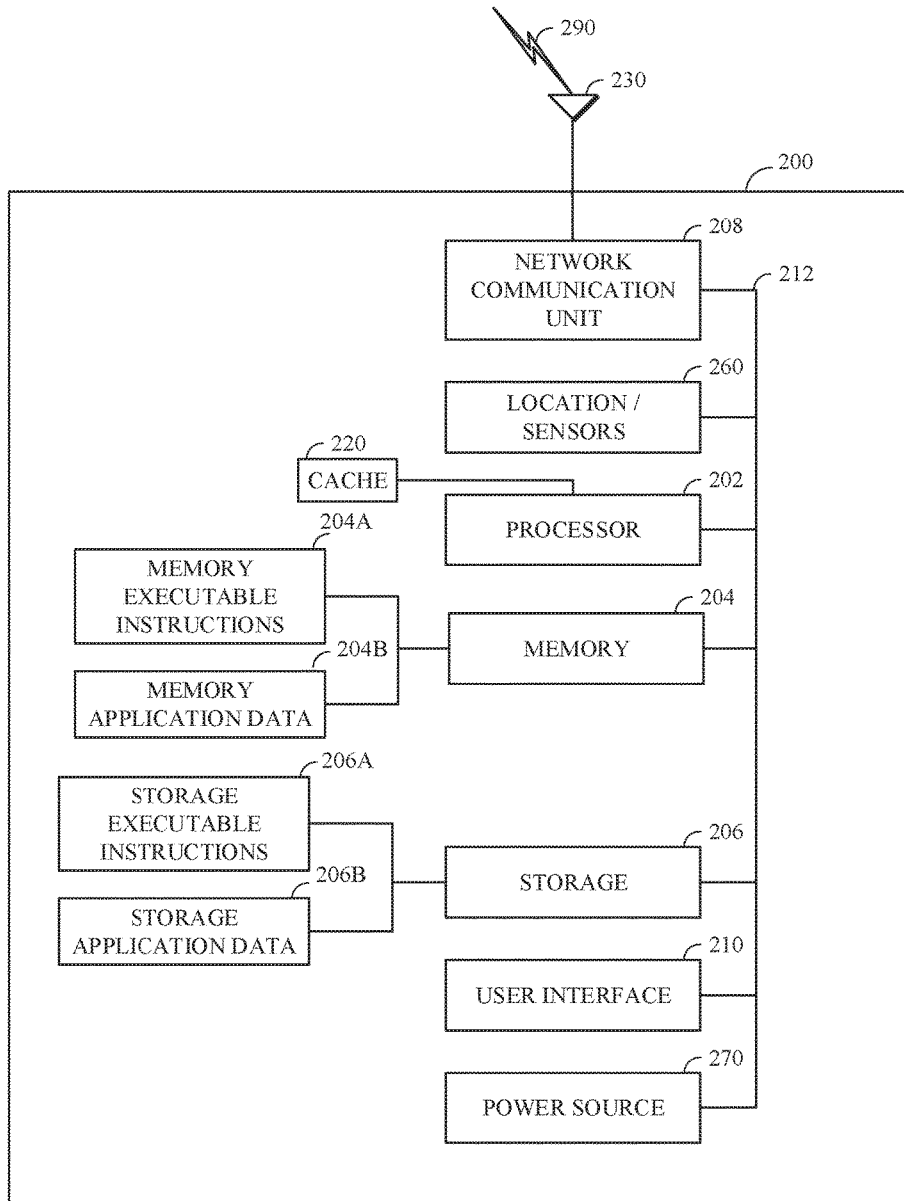 290
230
200
208
NETWORK
COMMUNICATION
UNIT
212
260
LOCATION /
SENSORS
220
CACHE
202
PROCESSOR
204A
MEMORY
EXECUTABLE
INSTRUCTIONS
204
MEMORY
204B
MEMORY
APPLICATION DATA
206A
STORAGE
EXECUTABLE
INSTRUCTIONS
206
STORAGE
206B
STORAGE
APPLICATION DATA
210
USER INTERFACE
270
POWER SOURCE